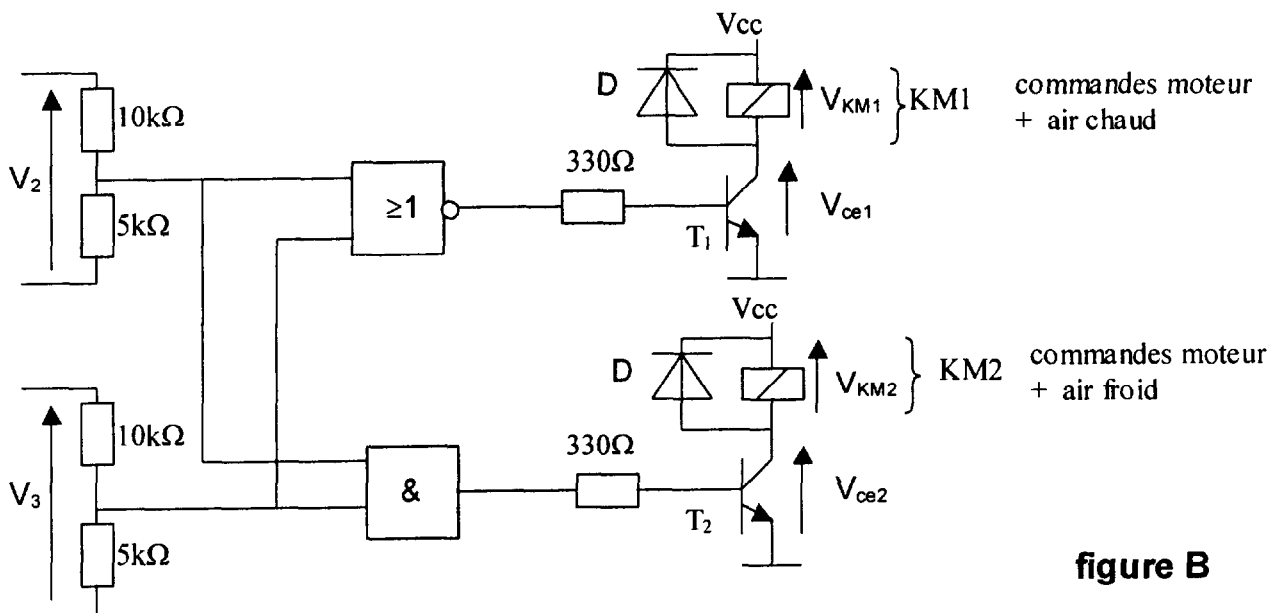 Vcc
D
V_KM1
KM1
commandes moteur
+ air chaud
V₂
10kΩ
5kΩ
≥1
330Ω
T₁
V_ce1
Vcc
D
V_KM2
KM2
commandes moteur
+ air froid
V₃
10kΩ
5kΩ
&
330Ω
T₂
V_ce2
figure B